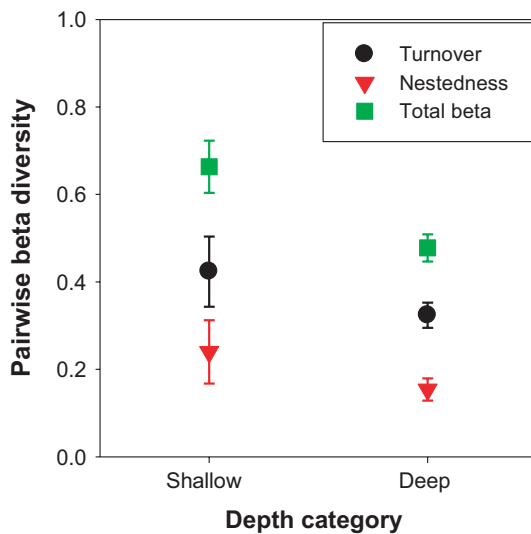 1.0
Turnover
Nestedness
Total beta
0.8
0.6
0.4
0.2
0.0
Pairwise beta diversity
Shallow
Deep
Depth category